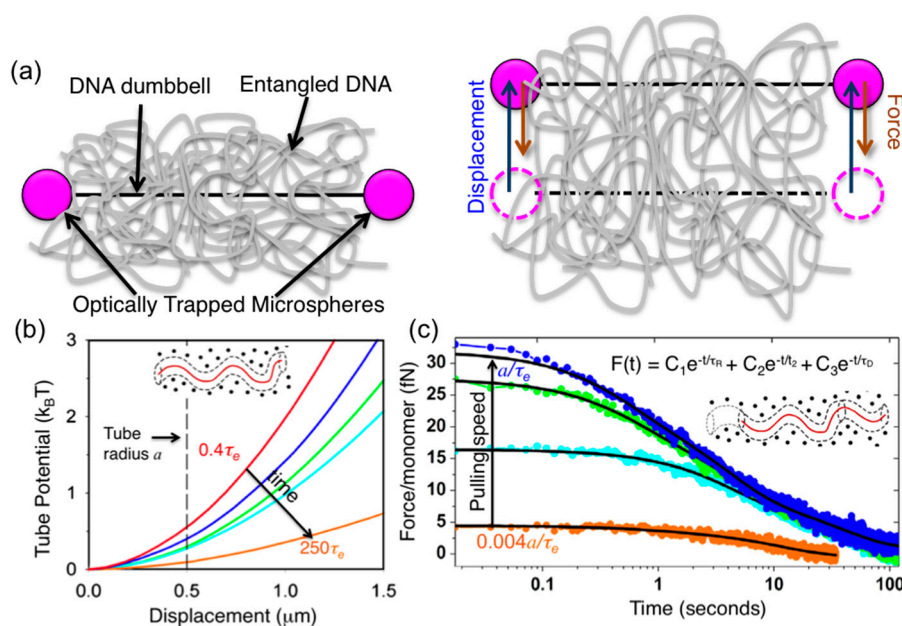 (a)
DNA dumbbell
Entangled DNA
Optically Trapped Microspheres
Displacement
Force
(b)
Tube Potential (kBT)
3
2
1
0
Tube
radius a
0.4τe
time
250τe
0.0
0.5
1.0
1.5
Displacement (μm)
(c)
Force/monomer (fN)
30
25
20
15
10
5
0
F(t) = C1e-t/τR + C2e-t/t2 + C3e-t/τD
a/τe
Pulling speed
0.004a/τe
0.1
1
10
100
Time (seconds)